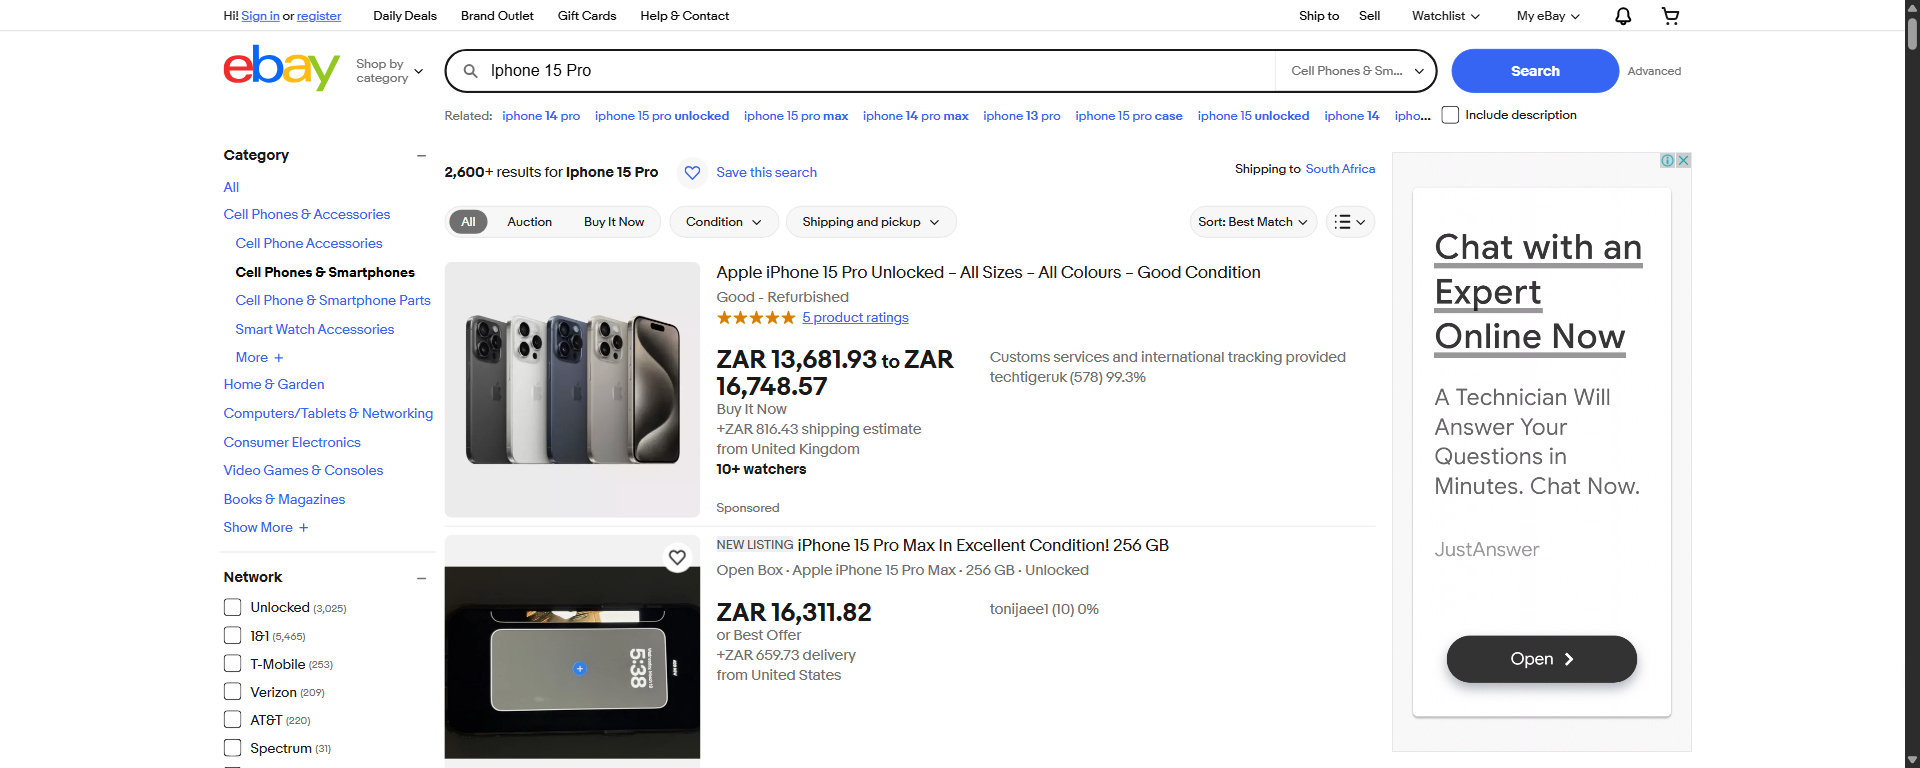 Hi! Sign in or register
Daily Deals
Brand Outlet
Gift Cards
Help & Contact
Ship to
Sell
Watchlist
My eBay
ebay
Shop by
category
Iphone 15 Pro
Cell Phones & Sm...
Search
Advanced
Related: iphone 14 pro iphone 15 pro unlocked iphone 15 pro max iphone 14 pro max iphone 13 pro iphone 15 pro case iphone 15 unlocked iphone 14 ipho...
Include description
Category
All
Cell Phones & Accessories
Cell Phone Accessories
Cell Phones & Smartphones
Cell Phone & Smartphone Parts
Smart Watch Accessories
More +
Home & Garden
Computers/Tablets & Networking
Consumer Electronics
Video Games & Consoles
Books & Magazines
Show More +
Network
Unlocked (3,025)
1&1 (5,465)
T-Mobile (253)
Verizon (209)
AT&T (220)
Spectrum (31)
2,600+ results for Iphone 15 Pro
Save this search
Shipping to South Africa
All
Auction
Buy It Now
Condition
Shipping and pickup
Sort: Best Match
Apple iPhone 15 Pro Unlocked – All Sizes – All Colours – Good Condition
Good - Refurbished
5 product ratings
ZAR 13,681.93 to ZAR
16,748.57
Buy It Now
+ZAR 816.43 shipping estimate
from United Kingdom
10+ watchers
Customs services and international tracking provided
techtigeruk (578) 99.3%
Sponsored
NEW LISTING iPhone 15 Pro Max In Excellent Condition! 256 GB
Open Box · Apple iPhone 15 Pro Max · 256 GB · Unlocked
ZAR 16,311.82
or Best Offer
+ZAR 659.73 delivery
from United States
tonijaee1 (10) 0%
5:38
Chat with an
Expert
Online Now
A Technician Will
Answer Your
Questions in
Minutes. Chat Now.
JustAnswer
Open